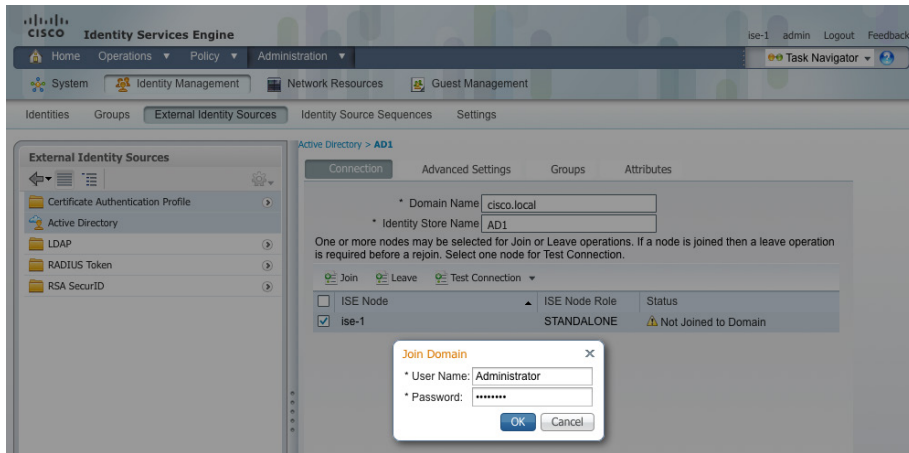 CISCO Identity Services Engine
ise-1 admin Logout Feedback
Home Operations ▼ Policy ▼ Administration ▼
Task Navigator ▼
System Identity Management Network Resources Guest Management
Identities Groups External Identity Sources Identity Source Sequences Settings
External Identity Sources
Certificate Authentication Profile
Active Directory
LDAP
RADIUS Token
RSA SecurID
Active Directory > AD1
Connection Advanced Settings Groups Attributes
* Domain Name cisco.local
* Identity Store Name AD1
One or more nodes may be selected for Join or Leave operations. If a node is joined then a leave operation
is required before a rejoin. Select one node for Test Connection.
Join Leave Test Connection ▼
ISE Node ▲ ISE Node Role Status
ise-1 STANDALONE Not Joined to Domain
Join Domain
* User Name: Administrator
* Password: ••••••••
OK Cancel